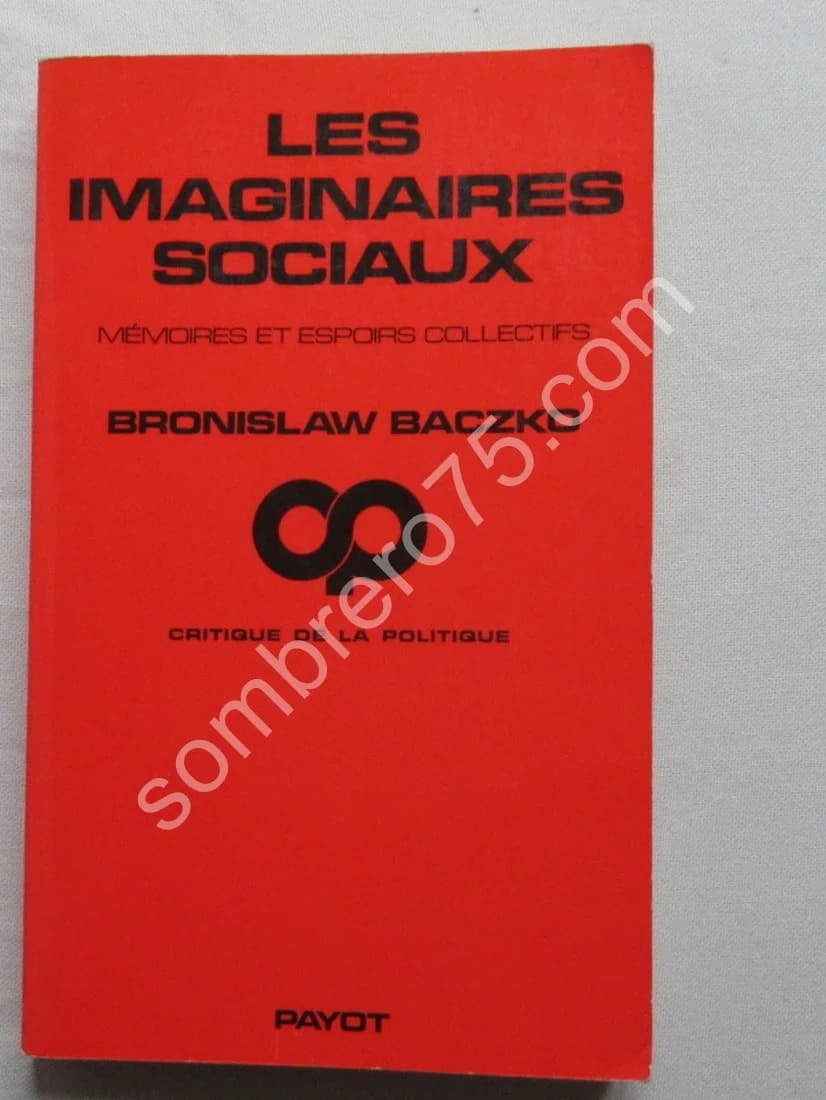 LES
IMAGINAIRES
SOCIAUX
MÉMOIRES ET ESPOIRS COLLECTIFS
BRONISLAW BACZKO
CRITIQUE DE LA POLITIQUE
PAYOT
sombrero75.com